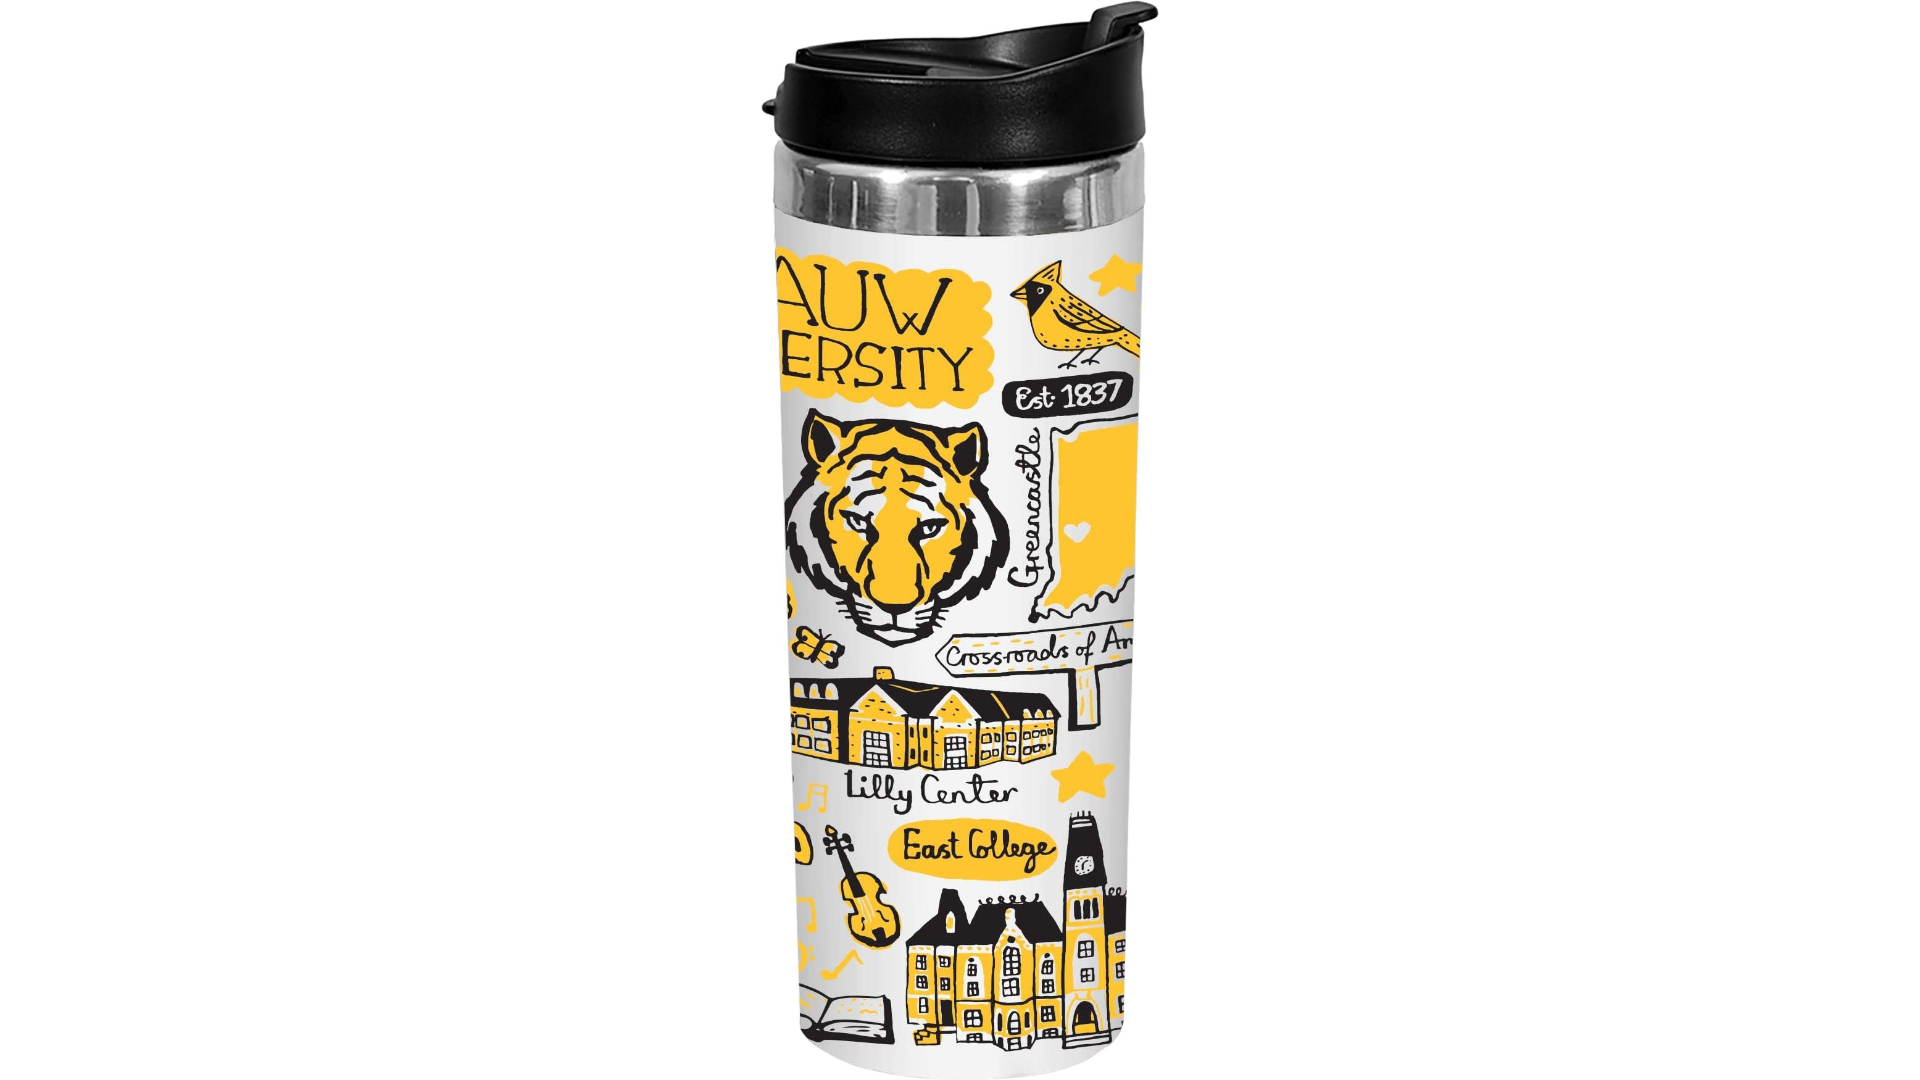 AUW
ERSITY
Est. 1837
Greencastle
Crossroads of Am
Lilly Center
East College